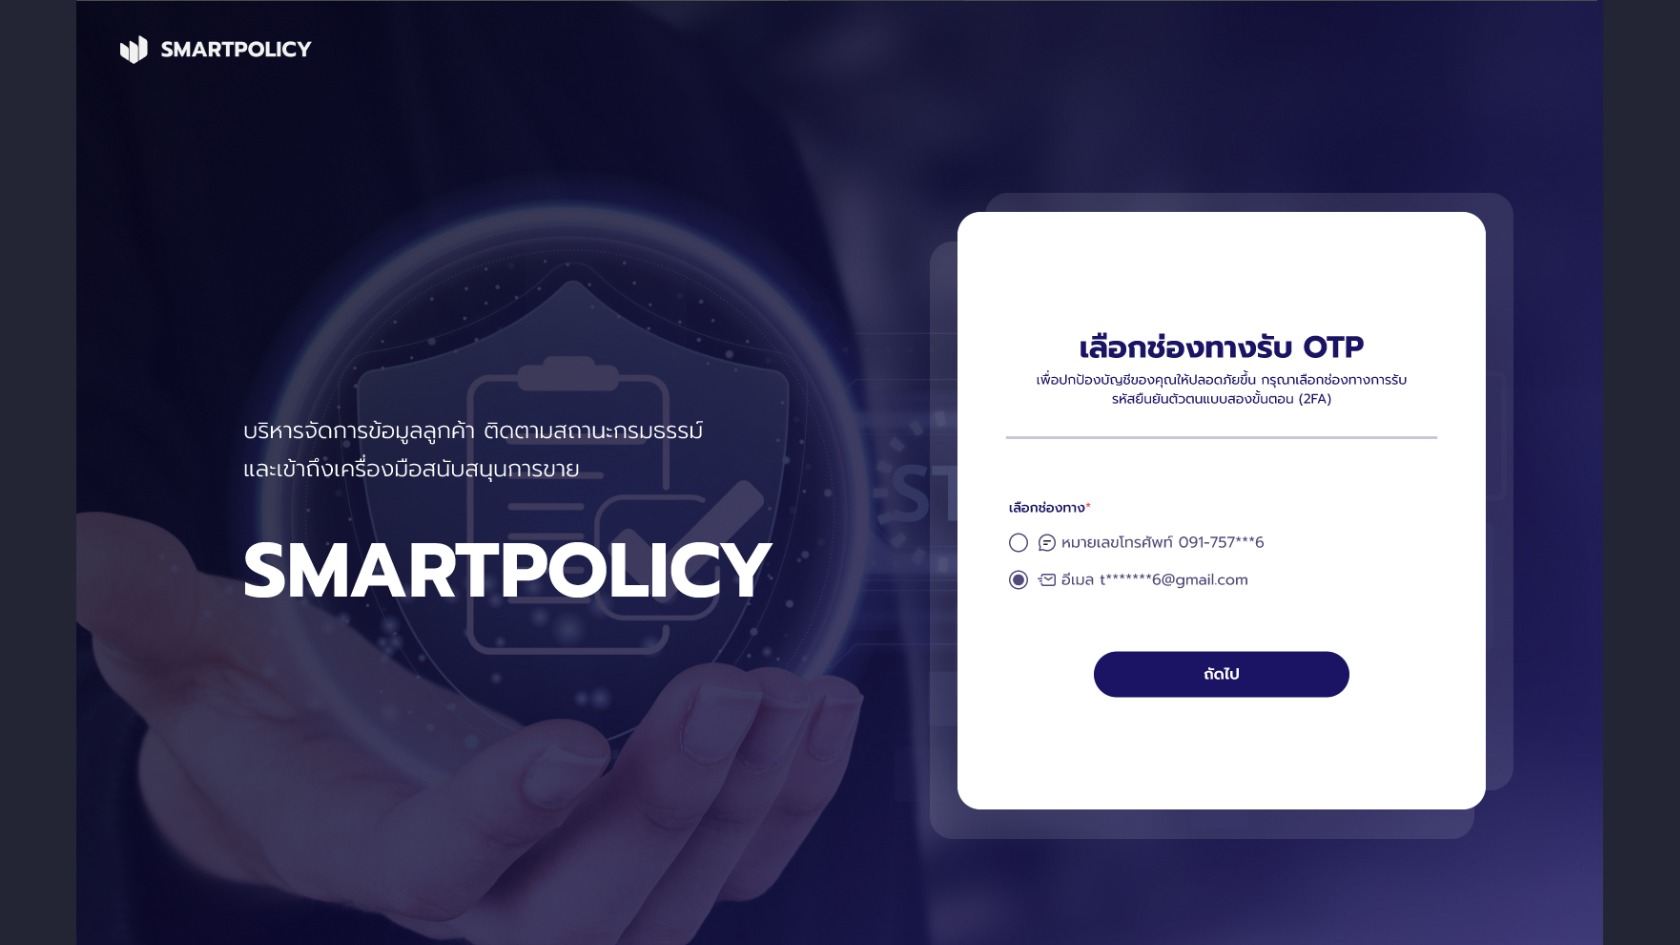 SMARTPOLICY
บริหารจัดการข้อมูลลูกค้า ติดตามสถานะกรมธรรม์
และเข้าถึงเครื่องมือสนับสนุนการขาย
SMARTPOLICY
ST
เลือกช่องทางรับ OTP
เพื่อปกป้องบัญชีของคุณให้ปลอดภัยขึ้น กรุณาเลือกช่องทางการรับ
รหัสยืนยันตัวตนแบบสองขั้นตอน (2FA)
เลือกช่องทาง*
หมายเลขโทรศัพท์ 091-757***6
อีเมล t*******6@gmail.com
ถัดไป